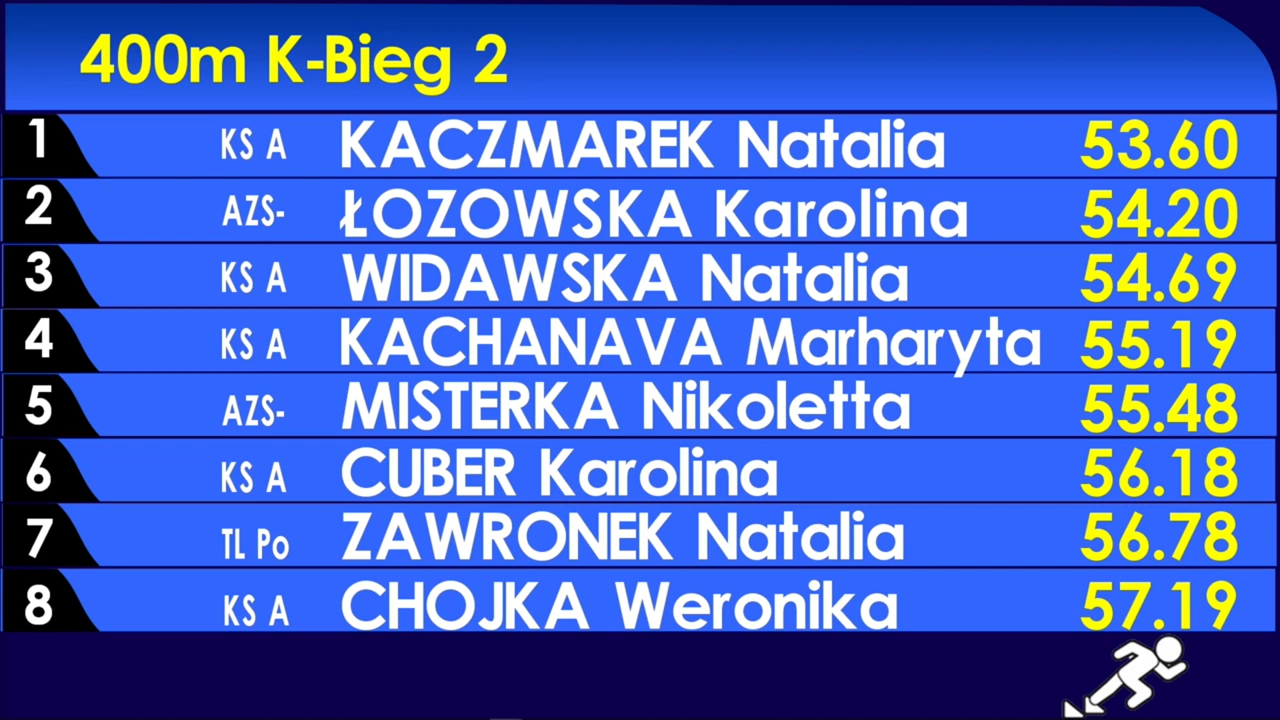 400m K-Bieg 2
1 KS A KACZMAREK Natalia 53.60
2 AZS- ŁOZOWSKA Karolina 54.20
3 KS A WIDAWSKA Natalia 54.69
4 KS A KACHANAVA Marharyta 55.19
5 AZS- MISTERKA Nikoletta 55.48
6 KS A CUBER Karolina 56.18
7 TL Po ZAWRONEK Natalia 56.78
8 KS A CHOJKA Weronika 57.19